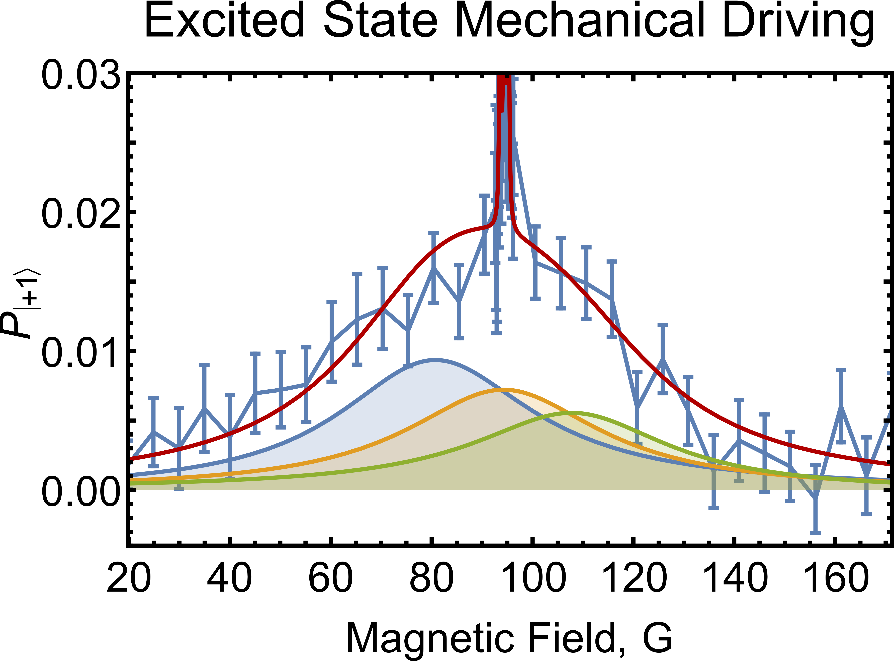 Excited State Mechanical Driving
0.03
0.02
0.01
0.00
P|+1⟩
20 40 60 80 100 120 140 160
Magnetic Field, G